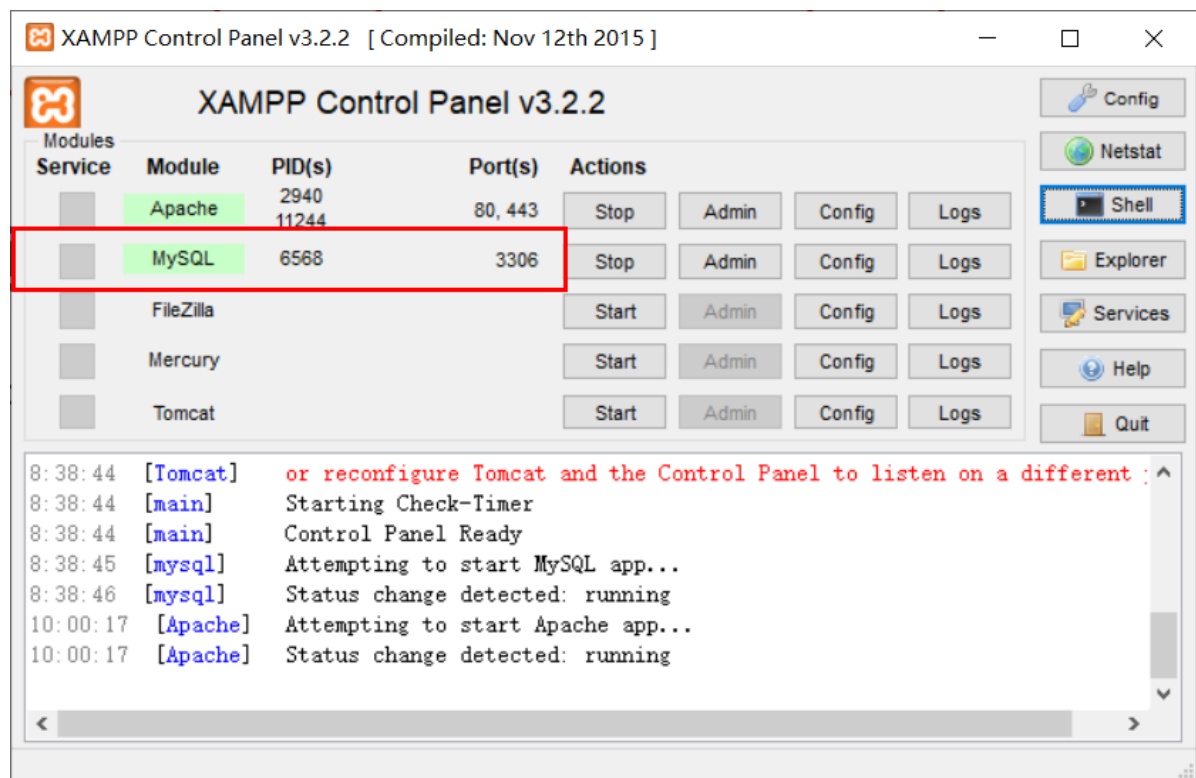 XAMPP Control Panel v3.2.2 [ Compiled: Nov 12th 2015 ]
XAMPP Control Panel v3.2.2
Modules
Service Module PID(s) Port(s) Actions
Apache 2940 11244 80, 443 Stop Admin Config Logs
MySQL 6568 3306 Stop Admin Config Logs
FileZilla Start Admin Config Logs
Mercury Start Admin Config Logs
Tomcat Start Admin Config Logs
Config
Netstat
Shell
Explorer
Services
Help
Quit
8:38:44 [Tomcat] or reconfigure Tomcat and the Control Panel to listen on a different
8:38:44 [main] Starting Check-Timer
8:38:44 [main] Control Panel Ready
8:38:45 [mysql] Attempting to start MySQL app...
8:38:46 [mysql] Status change detected: running
10:00:17 [Apache] Attempting to start Apache app...
10:00:17 [Apache] Status change detected: running